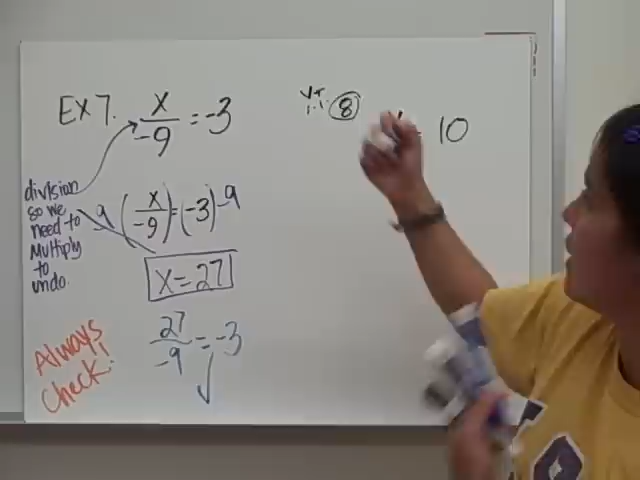 Ex 7. x/-9 = -3
division
so we
need to
Multiply
to
undo.
-9 (x/-9) = (-3) -9
x = 27
27/-9 = -3 ✓
Always
check!
Y.T. 8
10